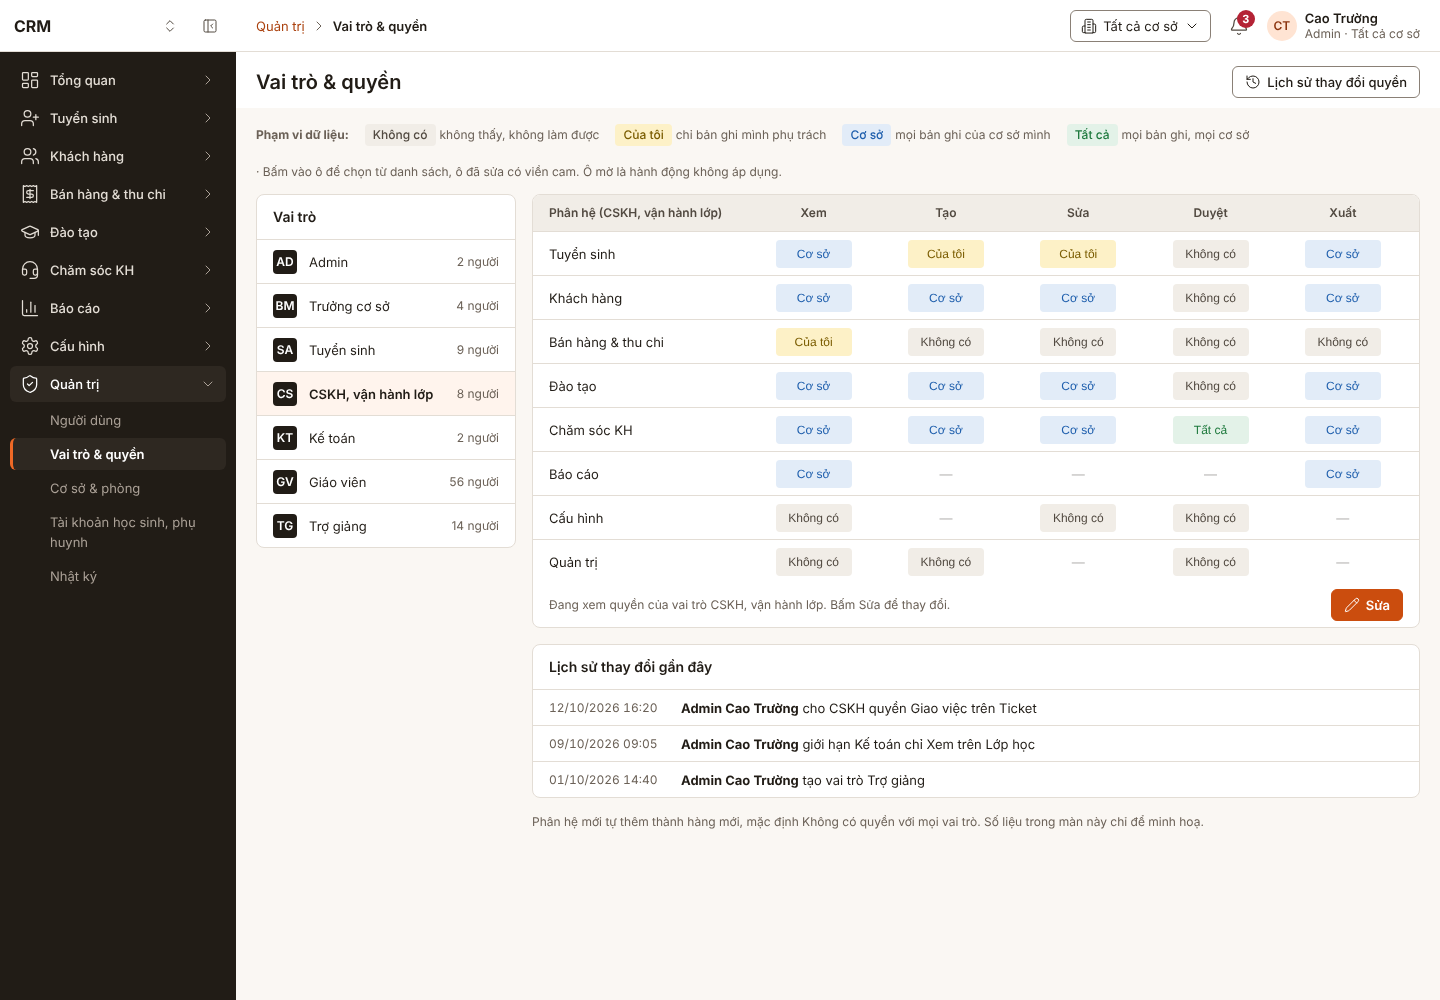 CRM
Quản trị
Vai trò & quyền
Tất cả cơ sở
3
CT
Cao Trường
Admin · Tất cả cơ sở
Tổng quan
Tuyển sinh
Khách hàng
Bán hàng & thu chi
Đào tạo
Chăm sóc KH
Báo cáo
Cấu hình
Quản trị
Người dùng
Vai trò & quyền
Cơ sở & phòng
Tài khoản học sinh, phụ
huynh
Nhật ký
Vai trò & quyền
Lịch sử thay đổi quyền
Phạm vi dữ liệu: Không có không thấy, không làm được Của tôi chỉ bản ghi mình phụ trách Cơ sở mọi bản ghi của cơ sở mình Tất cả mọi bản ghi, mọi cơ sở
· Bấm vào ô để chọn từ danh sách, ô đã sửa có viền cam. Ô mờ là hành động không áp dụng.
Vai trò
AD Admin 2 người
BM Trưởng cơ sở 4 người
SA Tuyển sinh 9 người
CS CSKH, vận hành lớp 8 người
KT Kế toán 2 người
GV Giáo viên 56 người
TG Trợ giảng 14 người
Phân hệ (CSKH, vận hành lớp) Xem Tạo Sửa Duyệt Xuất
Tuyển sinh Cơ sở Của tôi Của tôi Không có Cơ sở
Khách hàng Cơ sở Cơ sở Cơ sở Không có Cơ sở
Bán hàng & thu chi Của tôi Không có Không có Không có Không có
Đào tạo Cơ sở Cơ sở Cơ sở Không có Cơ sở
Chăm sóc KH Cơ sở Cơ sở Cơ sở Tất cả Cơ sở
Báo cáo Cơ sở — — — Cơ sở
Cấu hình Không có — Không có Không có —
Quản trị Không có Không có — Không có —
Đang xem quyền của vai trò CSKH, vận hành lớp. Bấm Sửa để thay đổi.
Sửa
Lịch sử thay đổi gần đây
12/10/2026 16:20 Admin Cao Trường cho CSKH quyền Giao việc trên Ticket
09/10/2026 09:05 Admin Cao Trường giới hạn Kế toán chỉ Xem trên Lớp học
01/10/2026 14:40 Admin Cao Trường tạo vai trò Trợ giảng
Phân hệ mới tự thêm thành hàng mới, mặc định Không có quyền với mọi vai trò. Số liệu trong màn này chỉ để minh hoạ.